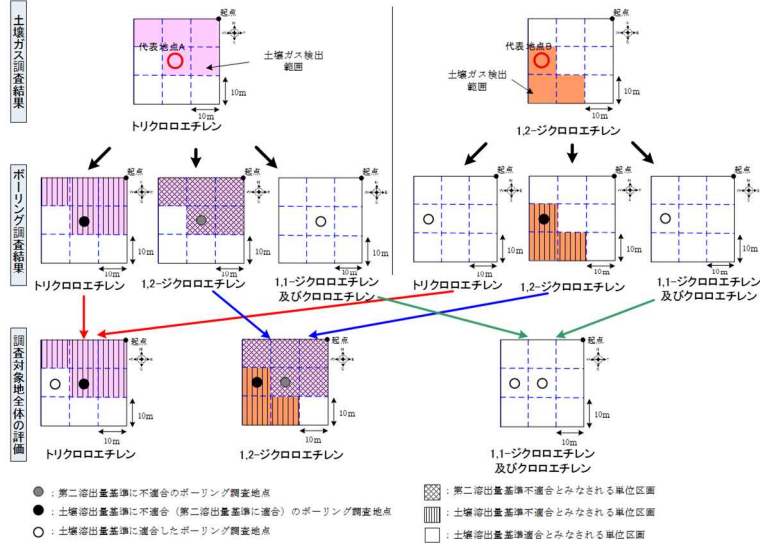 土壌ガス調査結果
起点
代表地点A
土壌ガス検出
範囲
10m
10m
トリクロロエチレン
起点
代表地点B
土壌ガス検出
範囲
10m
10m
1,2-ジクロロエチレン
ボーリング調査結果
起点
10m
10m
トリクロロエチレン
起点
10m
10m
1,2-ジクロロエチレン
起点
10m
10m
1,1-ジクロロエチレン
及びクロロエチレン
起点
10m
10m
トリクロロエチレン
起点
10m
10m
1,2-ジクロロエチレン
起点
10m
10m
1,1-ジクロロエチレン
及びクロロエチレン
調査対象地全体の評価
起点
10m
10m
トリクロロエチレン
起点
10m
10m
1,2-ジクロロエチレン
起点
10m
10m
1,1-ジクロロエチレン
及びクロロエチレン
:第二溶出量基準に不適合のボーリング調査地点
:土壌溶出量基準に不適合(第二溶出量基準に適合)のボーリング調査地点
:土壌溶出量基準に適合したボーリング調査地点
:第二溶出量基準不適合とみなされる単位区画
:土壌溶出量基準不適合とみなされる単位区画
:土壌溶出量基準適合とみなされる単位区画